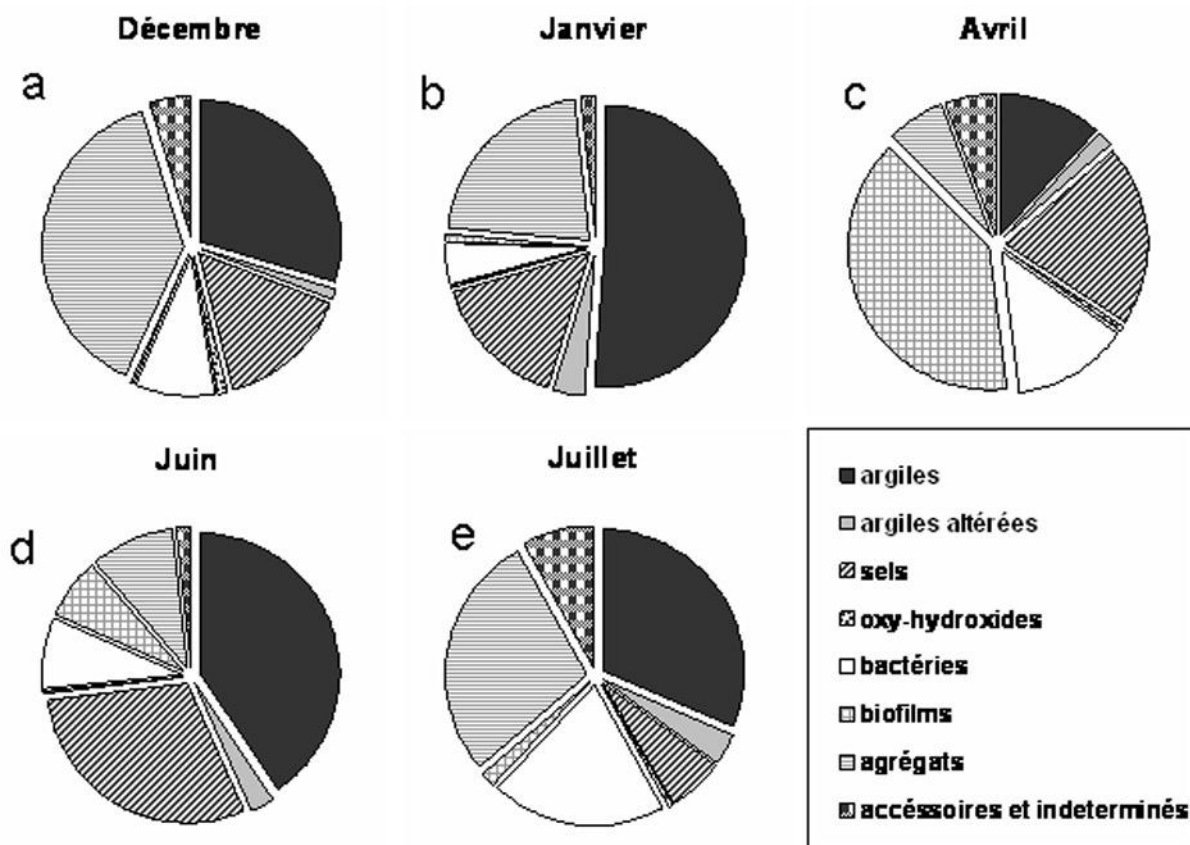 Décembre
Janvier
Avril
a
b
c
Juin
Juillet
d
e
argiles
argiles altérées
sels
oxy-hydroxides
bactéries
biofilms
agrégats
accéssoires et indeterminés